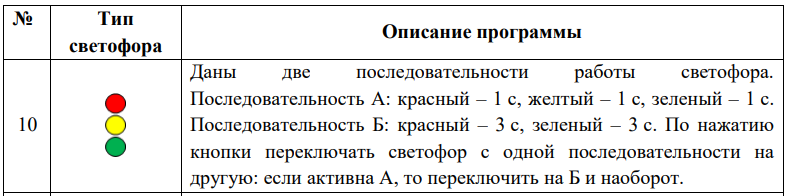 №
Тип
светофора
Описание программы
10
Даны две последовательности работы светофора.
Последовательность А: красный – 1 с, желтый – 1 с, зеленый – 1 с.
Последовательность Б: красный – 3 с, зеленый – 3 с. По нажатию
кнопки переключать светофор с одной последовательности на
другую: если активна А, то переключить на Б и наоборот.